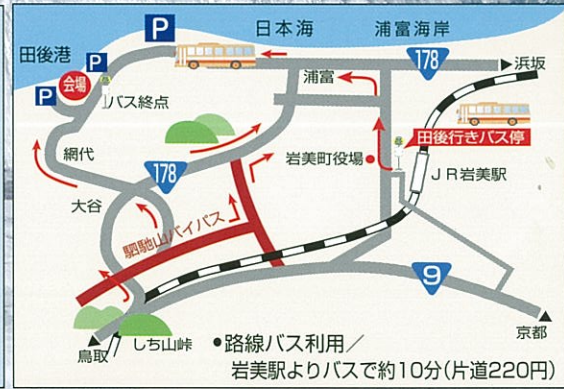 日本海
浦富海岸
P
田後港
P
178
浜坂
会場
P
浦富
バス終点
田後行きバス停
網代
岩美町役場
JR岩美駅
178
大谷
駟馳山バイパス
9
京都
鳥取
しち山峠
●路線バス利用／
岩美駅よりバスで約10分(片道220円)